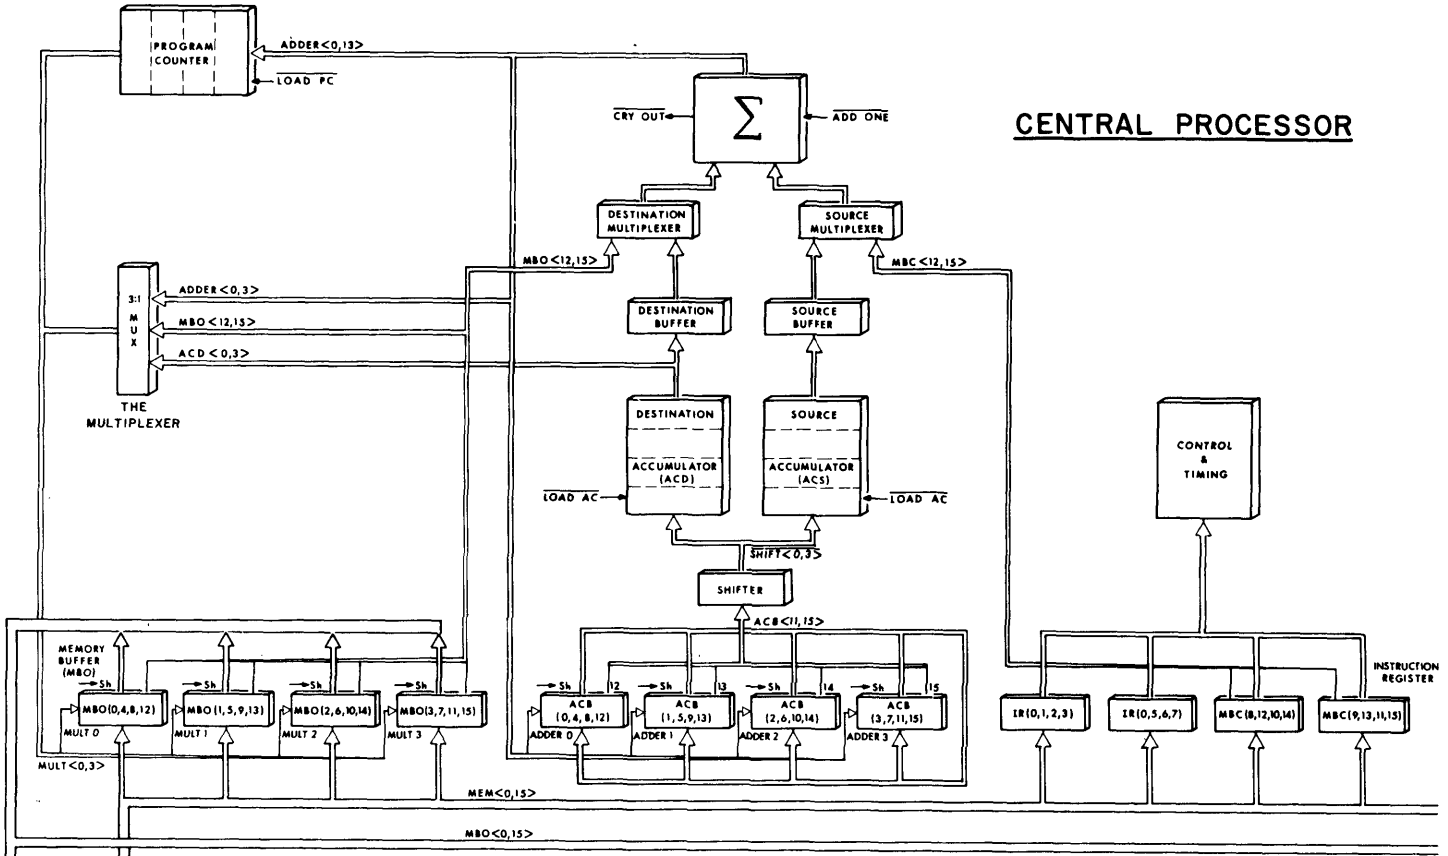 PROGRAM
COUNTER
ADDER<0,13>
LOAD PC
CRY OUT
Σ
ADD ONE
CENTRAL PROCESSOR
DESTINATION
MULTIPLEXER
SOURCE
MULTIPLEXER
MBO<12,15>
MBC<12,15>
3:1
M
U
X
ADDER<0,3>
MBO<12,15>
ACD<0,3>
DESTINATION
BUFFER
SOURCE
BUFFER
THE
MULTIPLEXER
DESTINATION
ACCUMULATOR
(ACD)
SOURCE
ACCUMULATOR
(ACS)
LOAD AC
LOAD AC
CONTROL
&
TIMING
SHIFT<0,3>
SHIFTER
ACB<11,15>
MEMORY
BUFFER
(MBO)
INSTRUCTION
REGISTER
Sh
Sh
Sh
Sh
Sh
12
Sh
13
Sh
14
Sh
15
MBO(0,4,8,12)
MBO(1,5,9,13)
MBO(2,6,10,14)
MBO(3,7,11,15)
ACB
(0,4,8,12)
ACB
(1,5,9,13)
ACB
(2,6,10,14)
ACB
(3,7,11,15)
IR(0,1,2,3)
IR(0,5,6,7)
MBC(8,12,10,14)
MBC(9,13,11,15)
MULT 0
MULT 1
MULT 2
MULT 3
ADDER 0
ADDER 1
ADDER 2
ADDER 3
MULT<0,3>
MEM<0,15>
MBO<0,15>